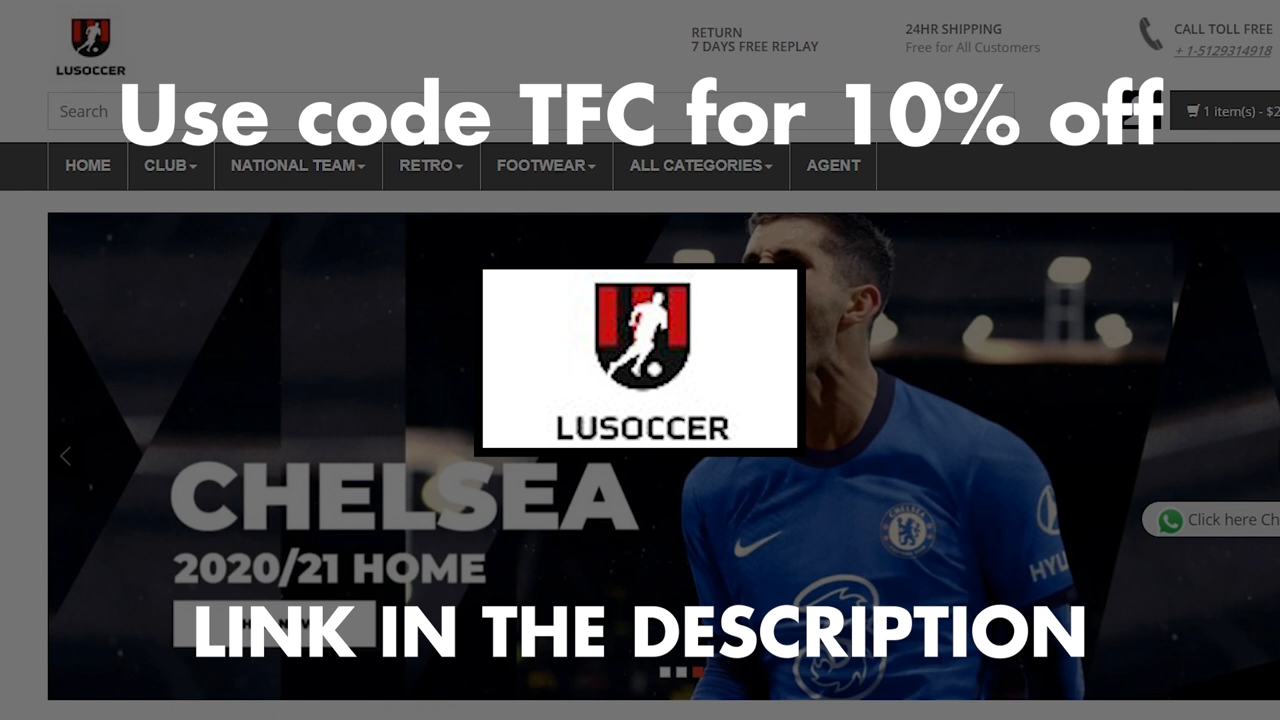 LUSOCCER
RETURN
7 DAYS FREE REPLAY
24HR SHIPPING
Free for All Customers
CALL TOLL FREE
+ 1-5129314918
Search
Use code TFC for 10% off
1 item(s) - $2
HOME
CLUB
NATIONAL TEAM
RETRO
FOOTWEAR
ALL CATEGORIES
AGENT
LUSOCCER
CHELSEA
2020/21 HOME
CHELSEA
Click here Ch
HYU
LINK IN THE DESCRIPTION